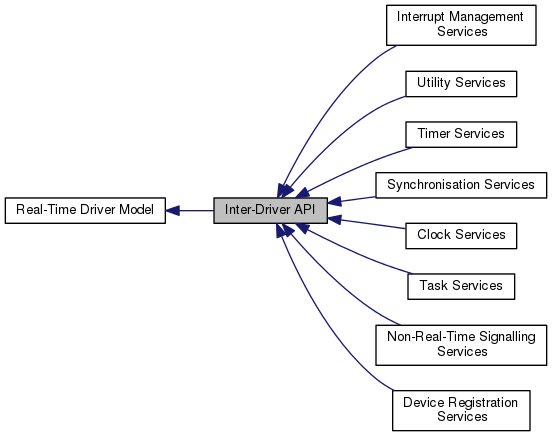 Interrupt Management
Services
Utility Services
Timer Services
Synchronisation Services
Real-Time Driver Model
Inter-Driver API
Clock Services
Task Services
Non-Real-Time Signalling
Services
Device Registration
Services